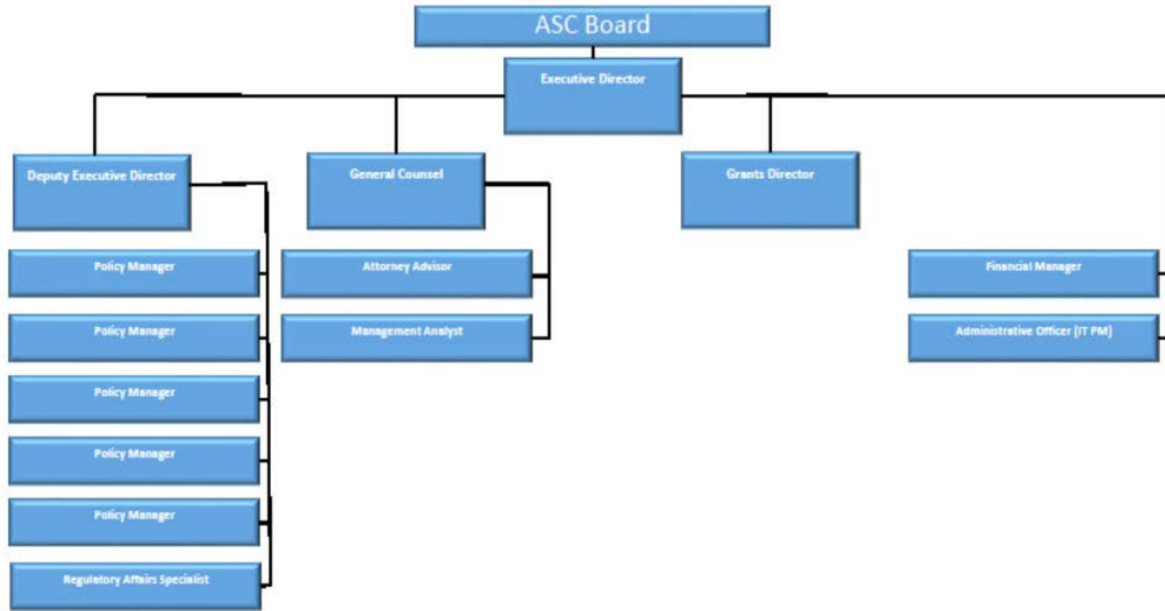 ASC Board
Executive Director
Deputy Executive Director
General Counsel
Grants Director
Policy Manager
Attorney Advisor
Financial Manager
Policy Manager
Management Analyst
Administrative Officer (IT PM)
Policy Manager
Policy Manager
Policy Manager
Regulatory Affairs Specialist